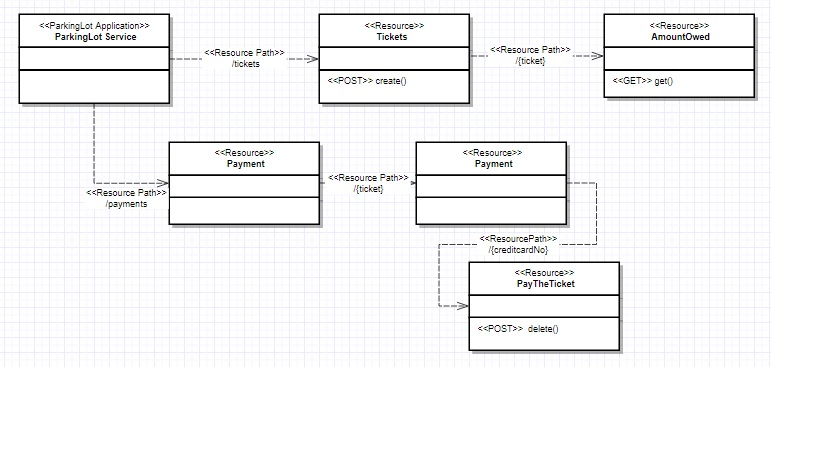 <<ParkingLot Application>>
ParkingLot Service
<<Resource Path>>
/tickets
<<Resource>>
Tickets
<<POST>> create()
<<Resource Path>>
/{ticket}
<<Resource>>
AmountOwed
<<GET>> get()
<<Resource Path>>
/payments
<<Resource>>
Payment
<<Resource Path>>
/{ticket}
<<Resource>>
Payment
<<ResourcePath>>
/{creditcardNo}
<<Resource>>
PayTheTicket
<<POST>> delete()